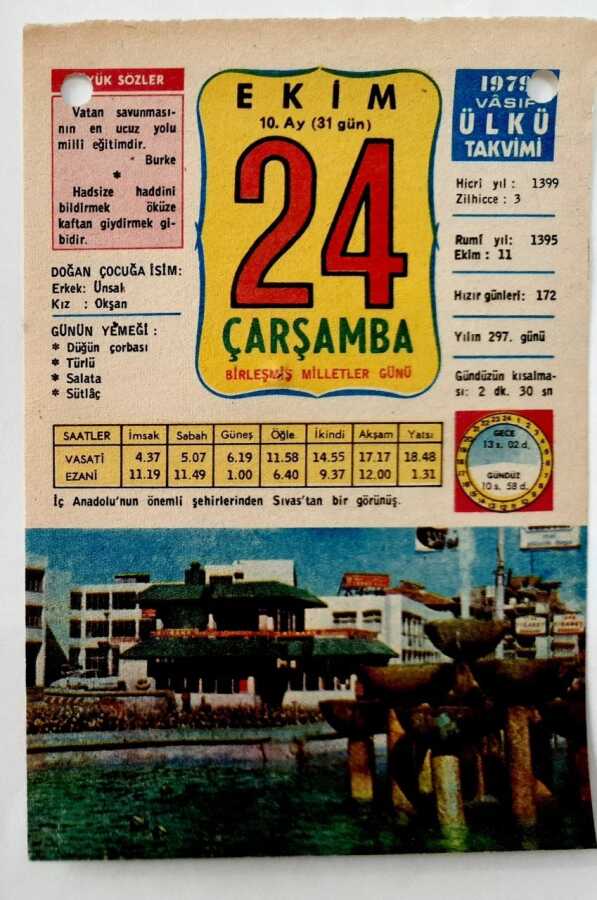 YÜK SÖZLER
Vatan savunması-
nın en ucuz yolu
milli eğitimdir.
Burke
*
Hadsize haddini
bildirmek öküze
kaftan giydirmek gi-
bidir.
DOĞAN ÇOCUĞA İSİM:
Erkek: Ünsal
Kız : Okşan
GÜNÜN YEMEĞİ :
* Düğün çorbası
* Türlü
* Salata
* Sütlâç
EKİM
10. Ay (31 gün)
24
ÇARŞAMBA
BİRLEŞMİŞ MİLLETLER GÜNÜ
1979
VÂSIF
ÜLKÜ
TAKVİMİ
Hicrî yıl : 1399
Zilhicce : 3
Rumî yıl: 1395
Ekim : 11
Hızır günleri: 172
Yılın 297. günü
Gündüzün kısalma-
sı: 2 dk. 30 sn
GECE
13 s. 02 d.
GÜNDÜZ
10 s. 58 d.
SAATLER İmsak Sabah Güneş Öğle İkindi Akşam Yatsı
VASATİ 4.37 5.07 6.19 11.58 14.55 17.17 18.48
EZANİ 11.19 11.49 1.00 6.40 9.37 12.00 1.31
İç Anadolu'nun önemli şehirlerinden Sıvas'tan bir görünüş.